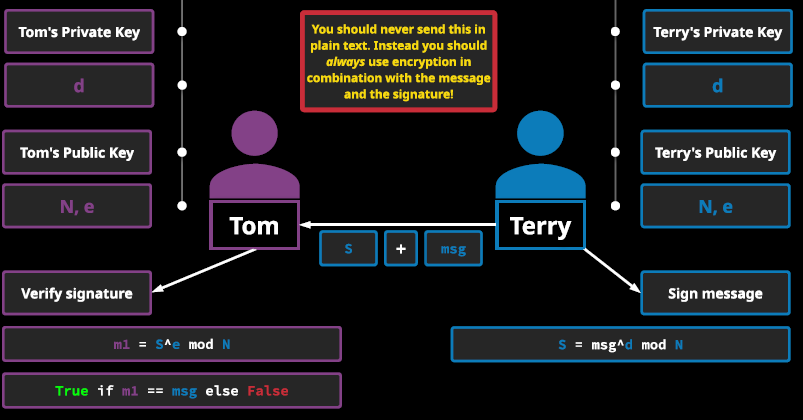 Tom's Private Key
d
Tom's Public Key
N, e
You should never send this in
plain text. Instead you should
always use encryption in
combination with the message
and the signature!
Terry's Private Key
d
Terry's Public Key
N, e
Tom
S + msg
Terry
Verify signature
m1 = S^e mod N
True if m1 == msg else False
Sign message
S = msg^d mod N